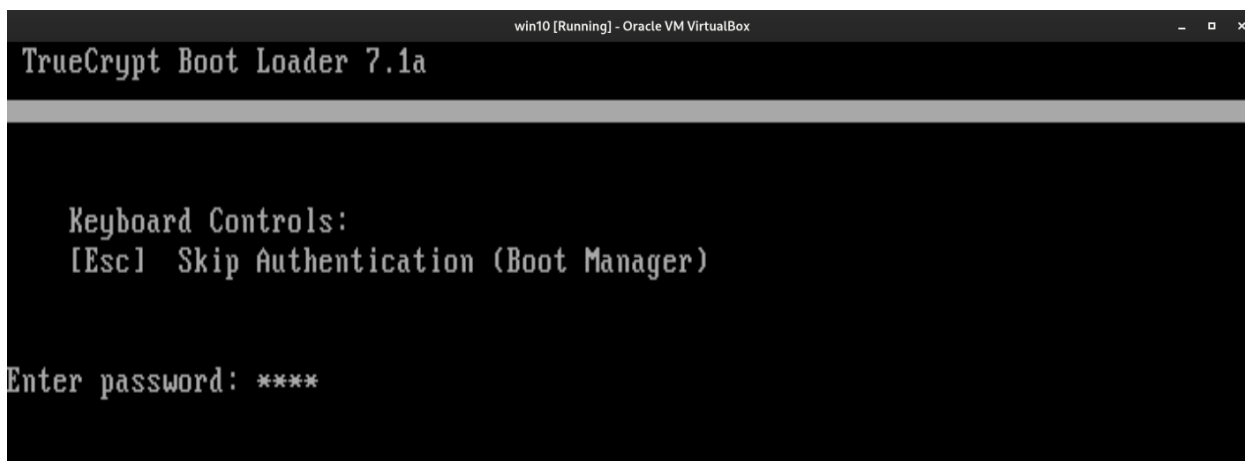 win10 [Running] - Oracle VM VirtualBox
TrueCrypt Boot Loader 7.1a
Keyboard Controls:
[Esc] Skip Authentication (Boot Manager)
Enter password: ****